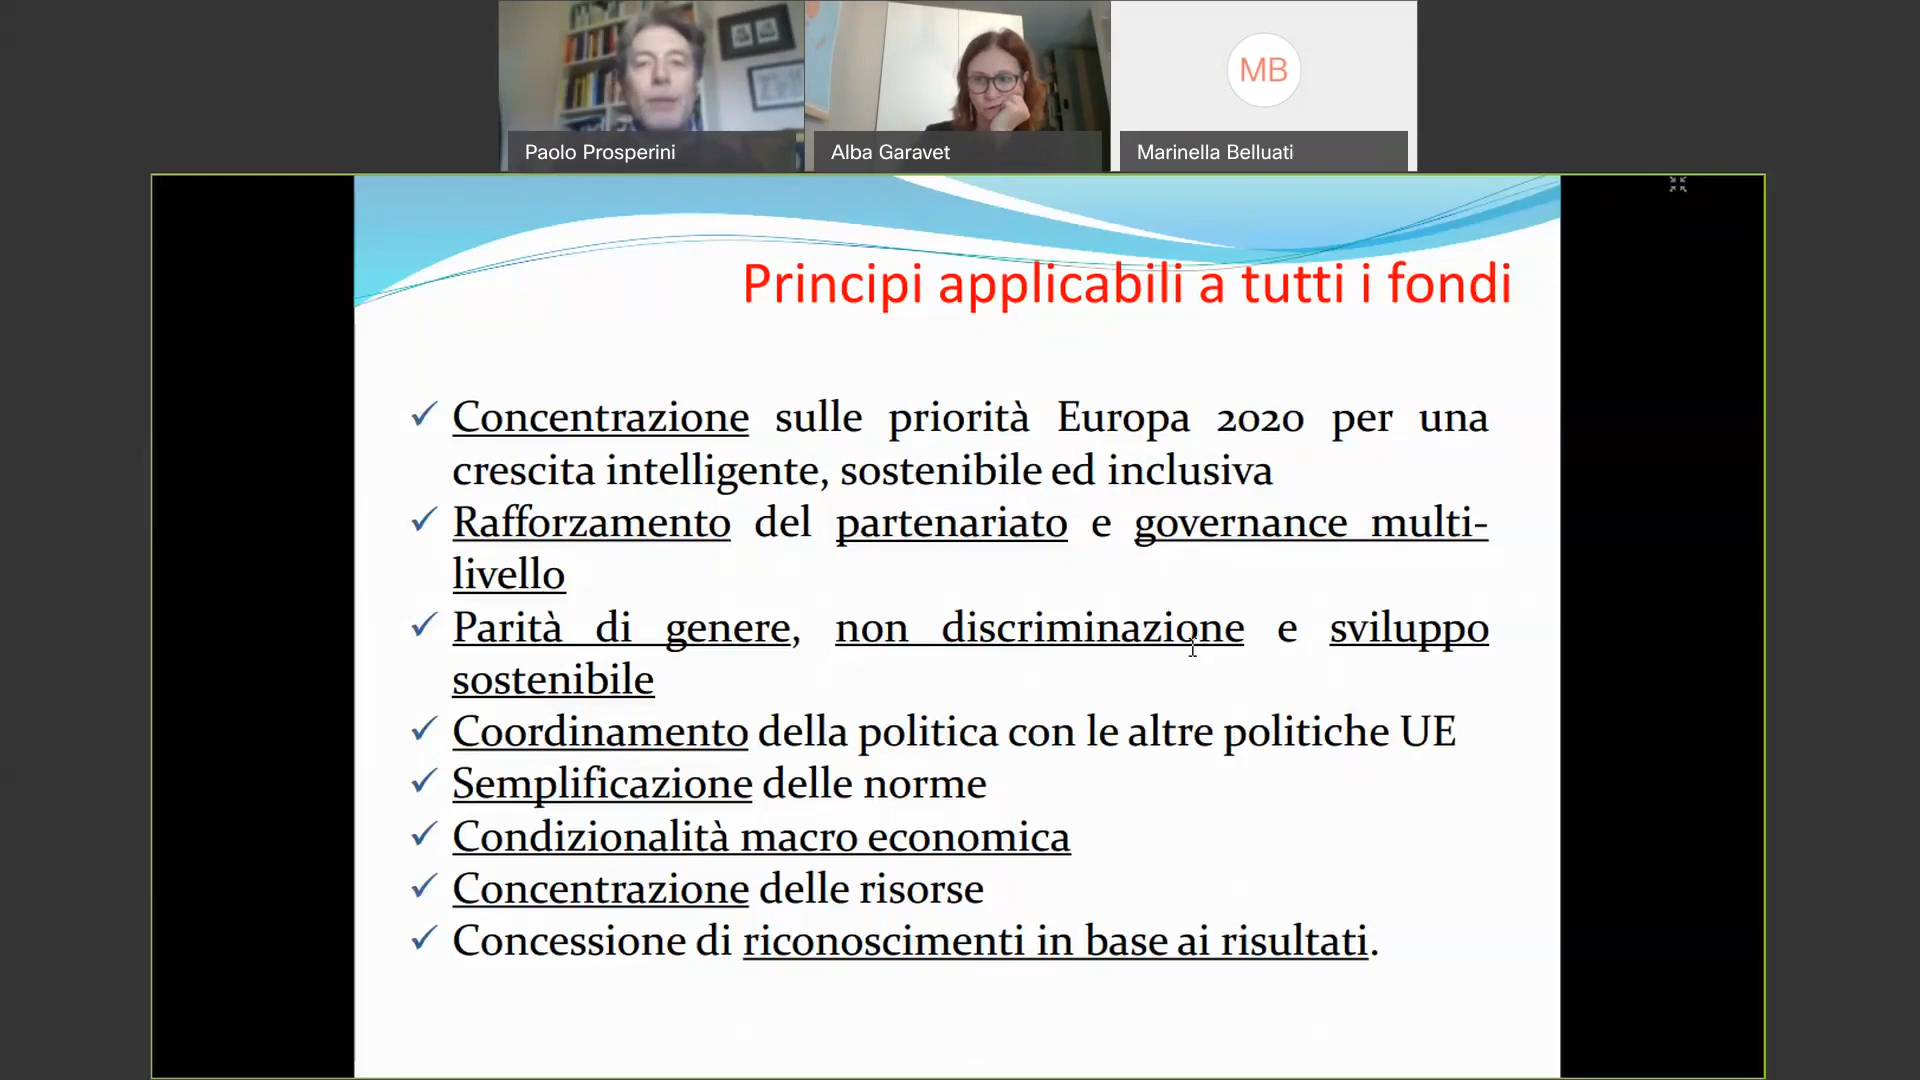 MB
Paolo Prosperini
Alba Garavet
Marinella Belluati
Principi applicabili a tutti i fondi
✓ Concentrazione sulle priorità Europa 2020 per una
crescita intelligente, sostenibile ed inclusiva
✓ Rafforzamento del partenariato e governance multi-
livello
✓ Parità di genere, non discriminazione e sviluppo
sostenibile
✓ Coordinamento della politica con le altre politiche UE
✓ Semplificazione delle norme
✓ Condizionalità macro economica
✓ Concentrazione delle risorse
✓ Concessione di riconoscimenti in base ai risultati.